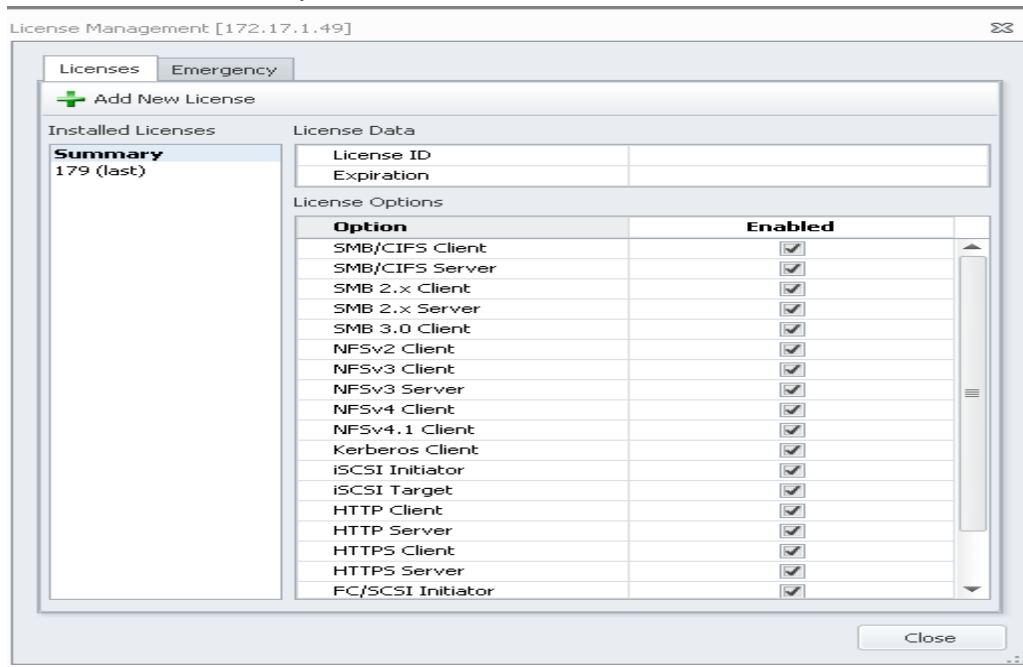 License Management [172.17.1.49]
Licenses Emergency
Add New License
Installed Licenses License Data
Summary License ID
179 (last) Expiration
License Options
Option Enabled
SMB/CIFS Client
SMB/CIFS Server
SMB 2.x Client
SMB 2.x Server
SMB 3.0 Client
NFSv2 Client
NFSv3 Client
NFSv3 Server
NFSv4 Client
NFSv4.1 Client
Kerberos Client
iSCSI Initiator
iSCSI Target
HTTP Client
HTTP Server
HTTPS Client
HTTPS Server
FC/SCSI Initiator
Close